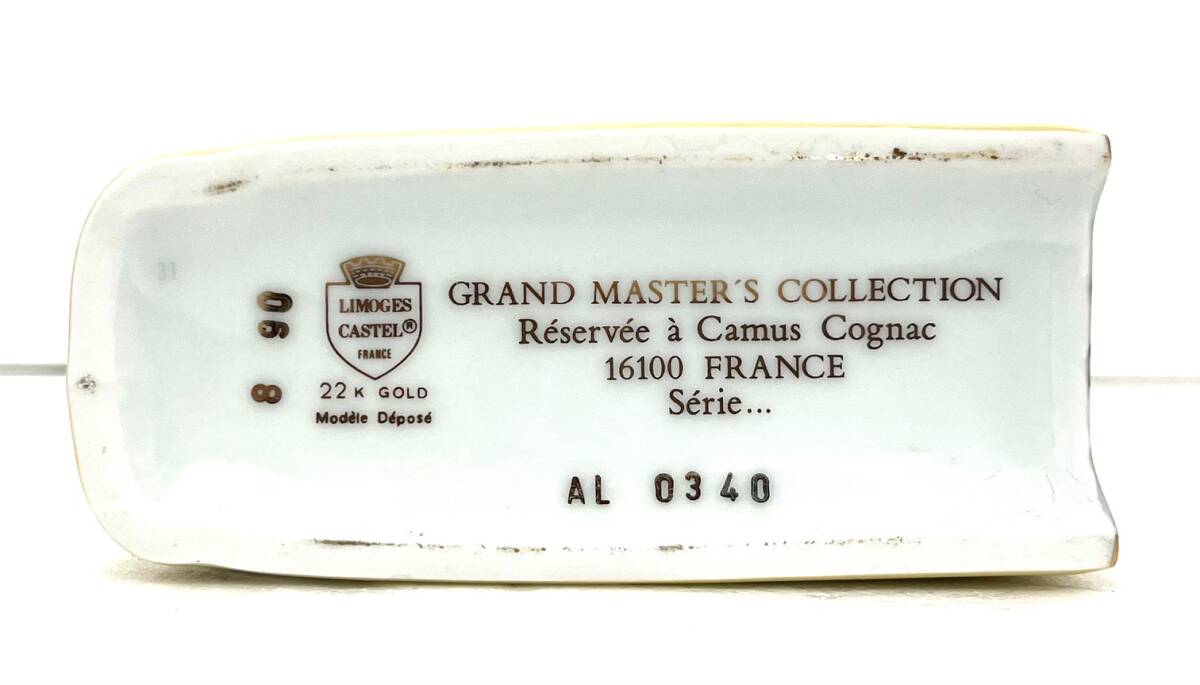 31
8 90
LIMOGES
CASTEL®
FRANCE
22 K GOLD
Modèle Déposé
GRAND MASTER´S COLLECTION
Réservée à Camus Cognac
16100 FRANCE
Série...
AL 0340